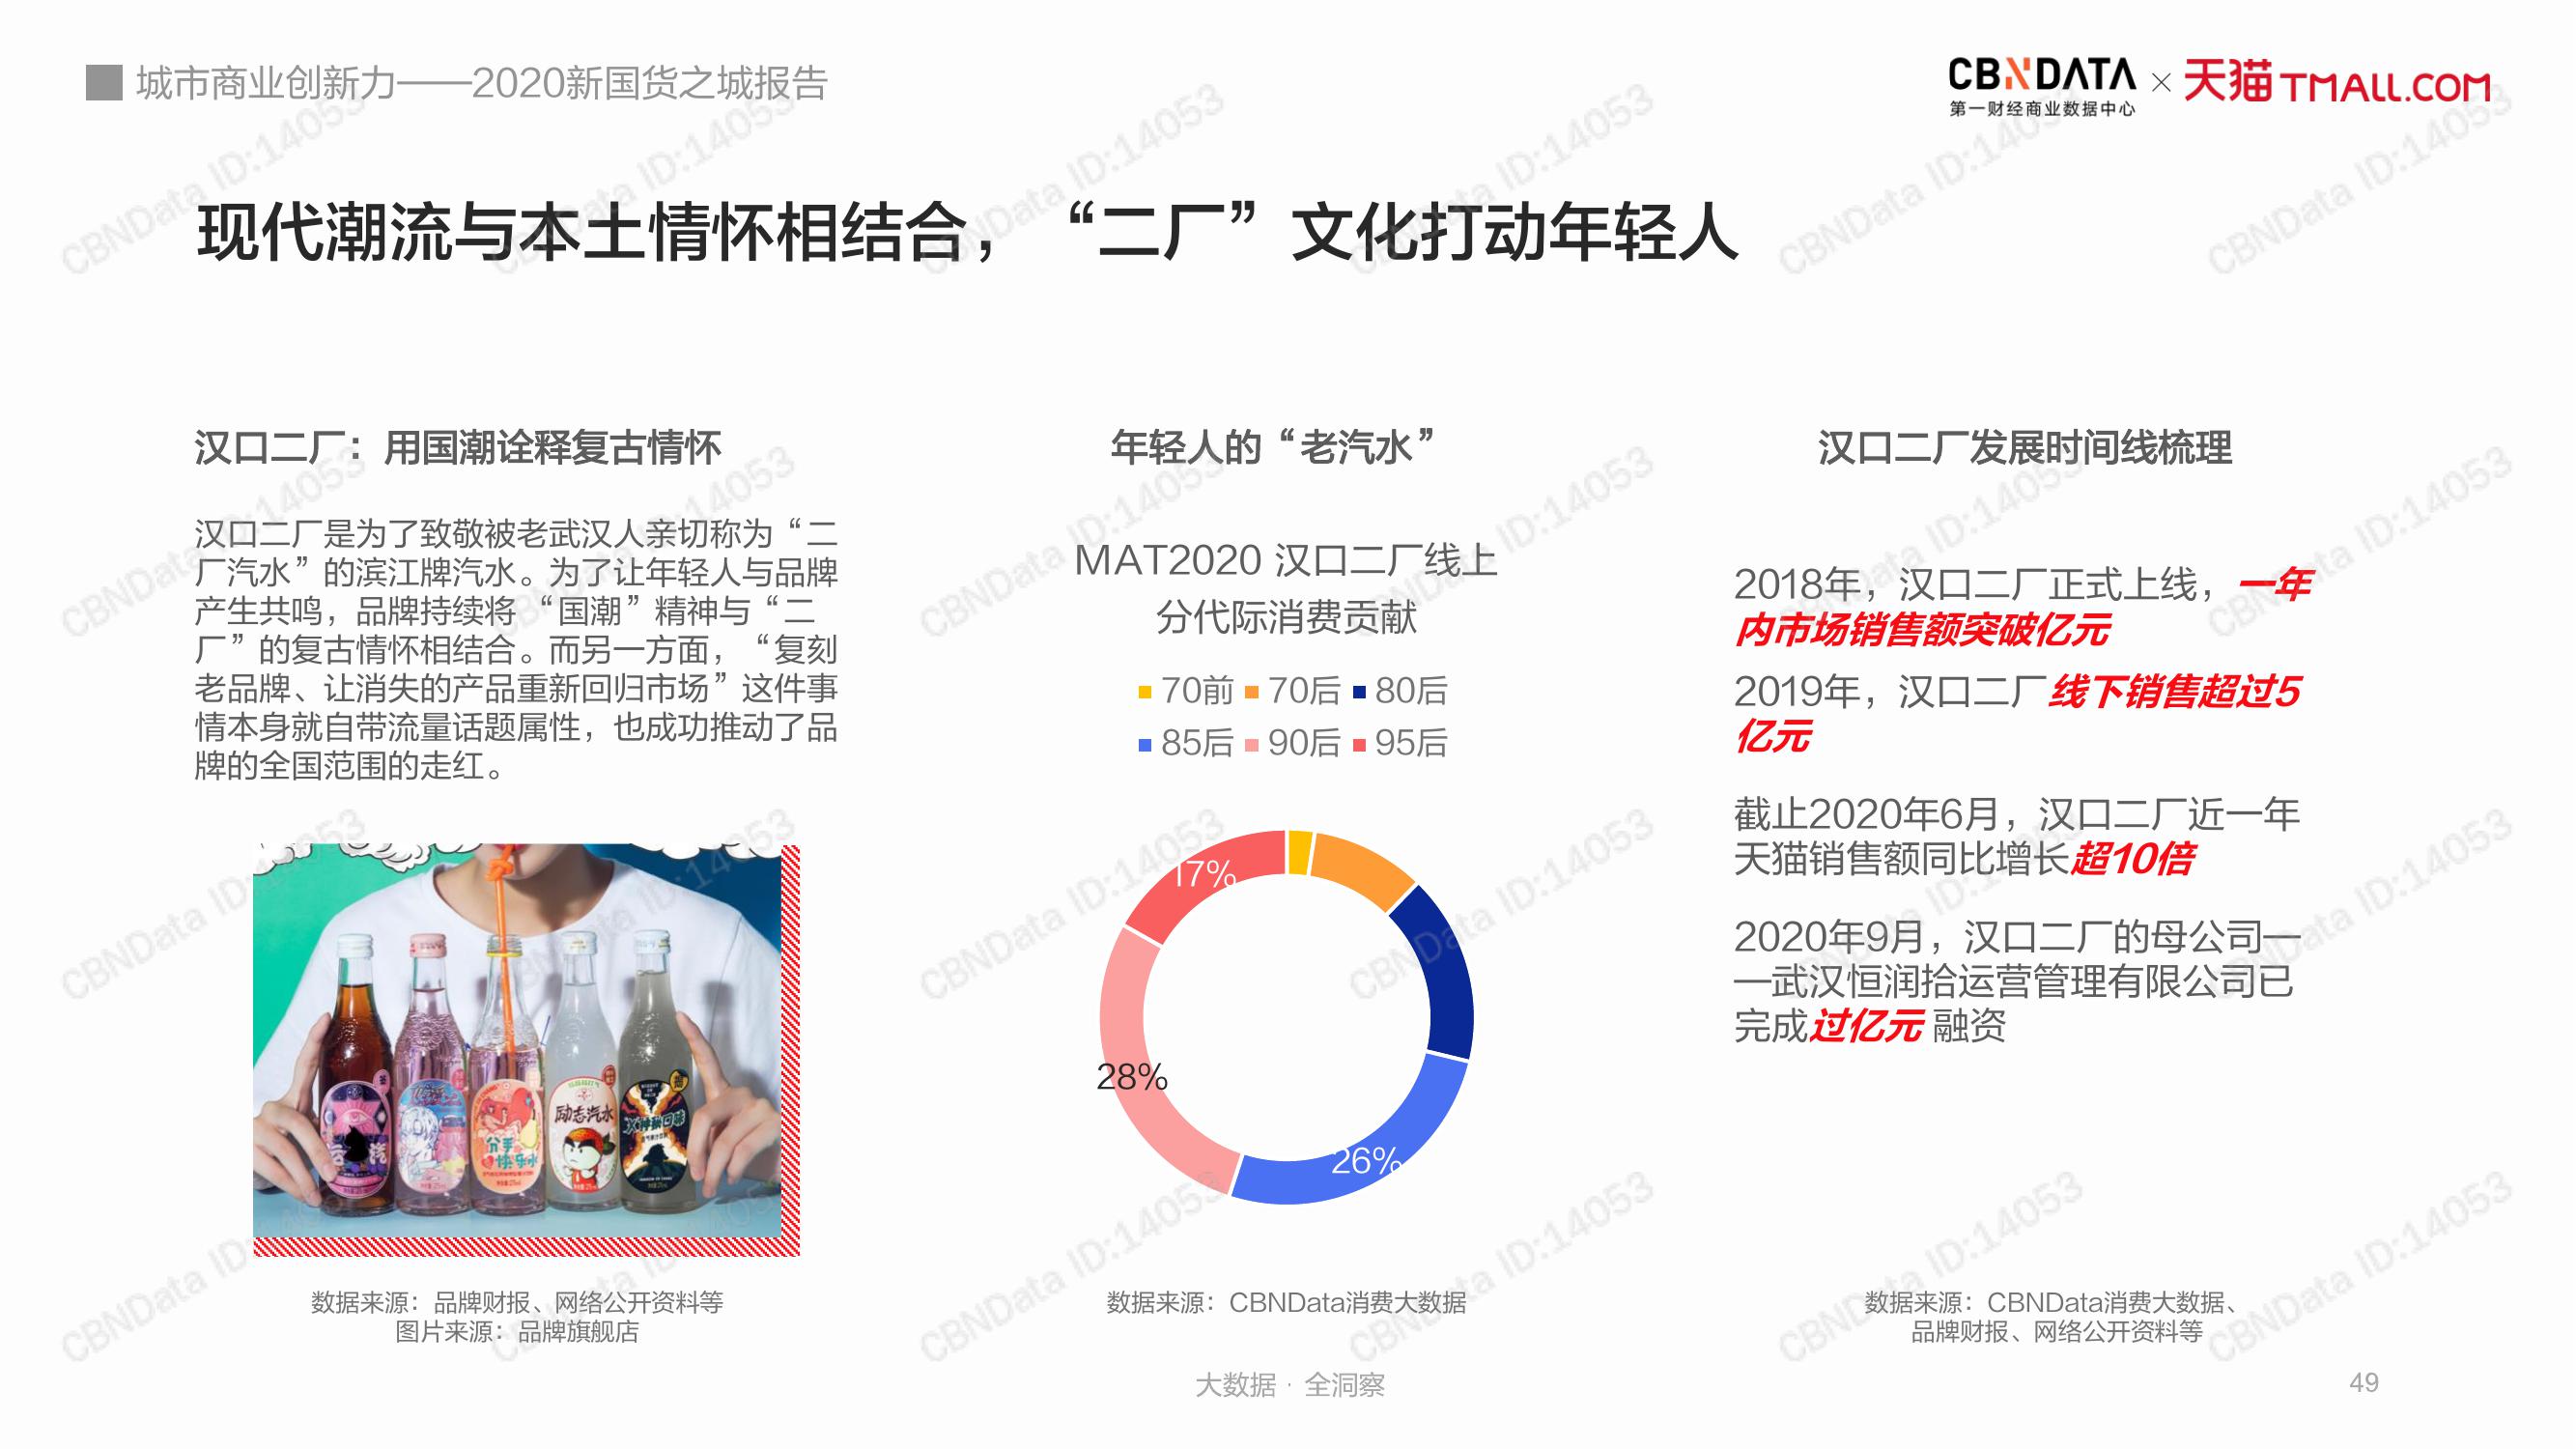 城市商业创新力——2020新国货之城报告
CBNDATA
第一财经商业数据中心
× 天猫 TMALL.COM
现代潮流与本土情怀相结合，“二厂”文化打动年轻人
汉口二厂：用国潮诠释复古情怀
汉口二厂是为了致敬被老武汉人亲切称为“二
厂汽水”的滨江牌汽水。为了让年轻人与品牌
产生共鸣，品牌持续将 “国潮”精神与“二
厂”的复古情怀相结合。而另一方面，“复刻
老品牌、让消失的产品重新回归市场”这件事
情本身就自带流量话题属性，也成功推动了品
牌的全国范围的走红。
励志汽水
分手
快乐水
数据来源：品牌财报、网络公开资料等
图片来源：品牌旗舰店
年轻人的“老汽水”
MAT2020 汉口二厂线上
分代际消费贡献
70前 70后 80后
85后 90后 95后
17%
28%
26%
数据来源：CBNData消费大数据
汉口二厂发展时间线梳理
2018年，汉口二厂正式上线，一年
内市场销售额突破亿元
2019年，汉口二厂线下销售超过5
亿元
截止2020年6月，汉口二厂近一年
天猫销售额同比增长超10倍
2020年9月，汉口二厂的母公司—
—武汉恒润拾运营管理有限公司已
完成过亿元 融资
数据来源：CBNData消费大数据、
品牌财报、网络公开资料等
大数据 · 全洞察
49
CBNData ID:14053